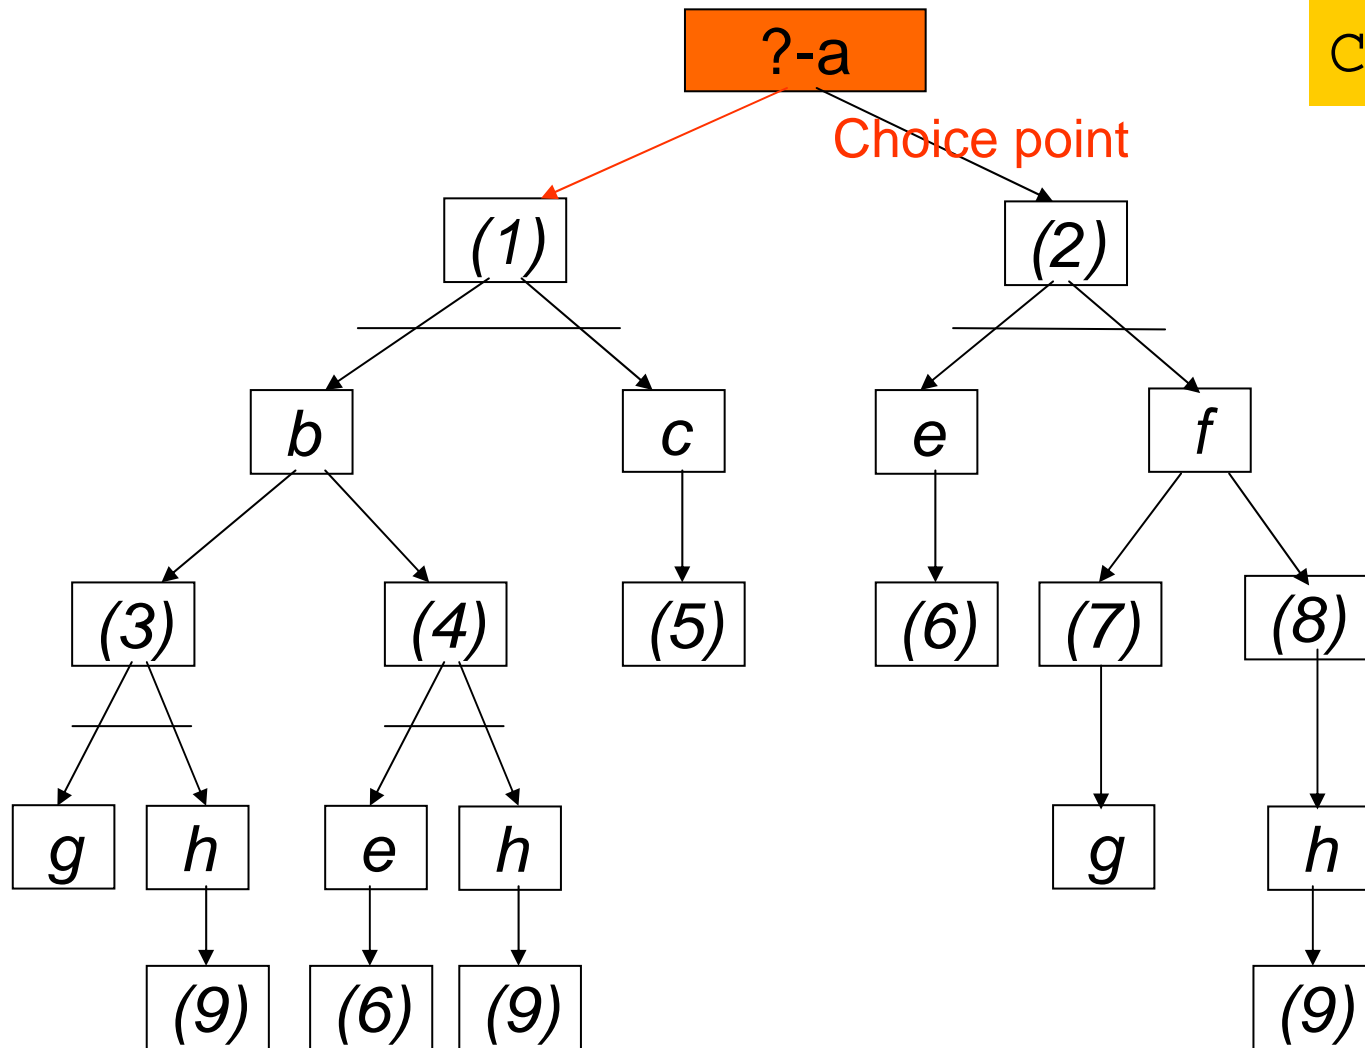 ?-a
C
Choice point
(1)
(2)
b
c
e
f
(3)
(4)
(5)
(6)
(7)
(8)
g
h
e
h
g
h
(9)
(6)
(9)
(9)